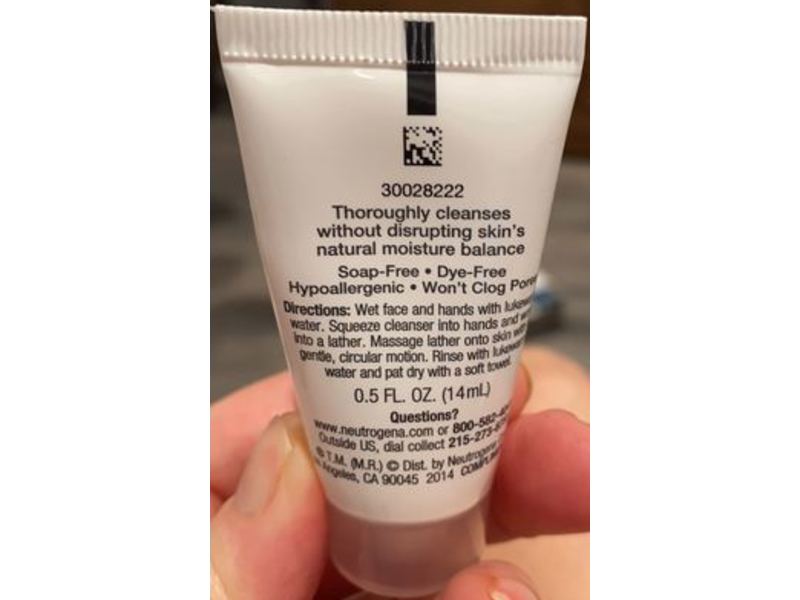 30028222
Thoroughly cleanses
without disrupting skin's
natural moisture balance
Soap-Free • Dye-Free
Hypoallergenic • Won't Clog
Directions: Wet face and hands with
water. Squeeze cleanser into hands and
into a lather. Massage lather onto skin
gentle, circular motion. Rinse with
water and pat dry with a soft towel.
0.5 FL. OZ. (14mL)
Questions?
www.neutrogena.com or
Outside US, dial collect
T.M. (M.R.) © Dist. by Neutrogena
Angeles, CA 90045 2014